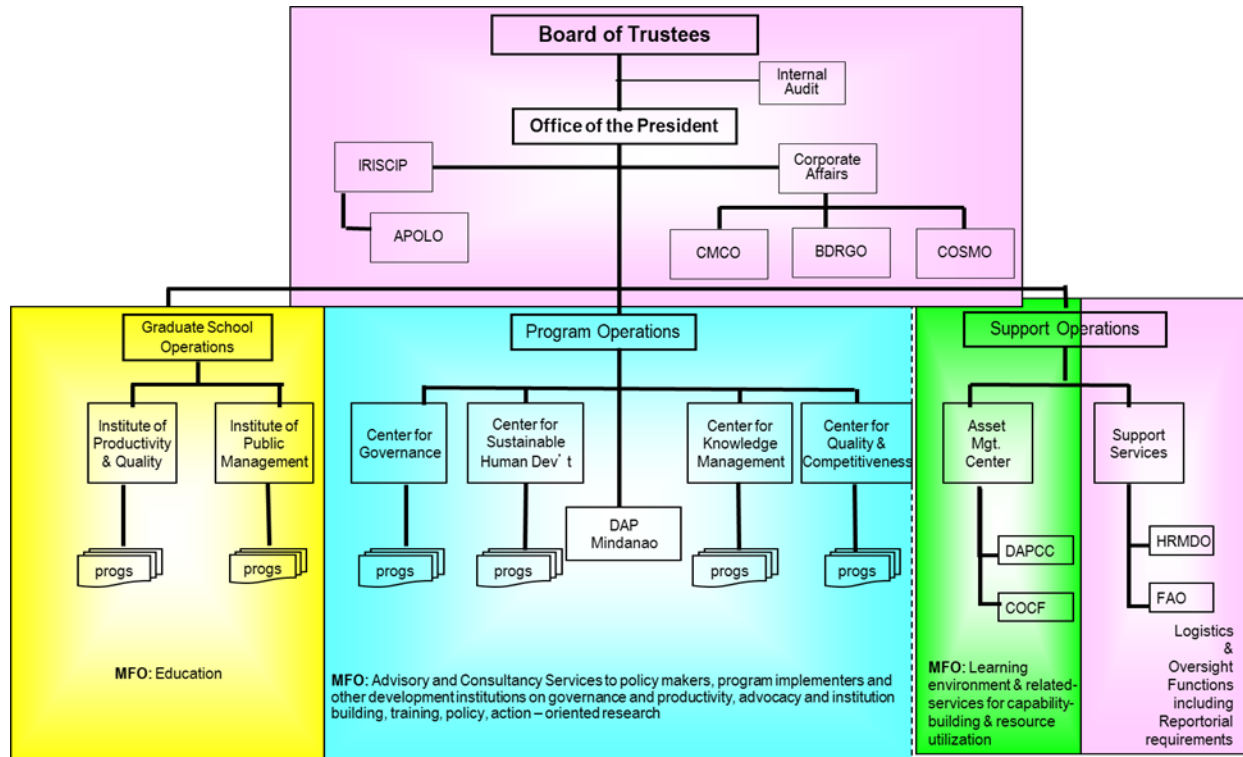 Board of Trustees
Internal
Audit
Office of the President
IRISCIP
Corporate
Affairs
APOLO
CMCO
BDRGO
COSMO
Graduate School
Operations
Program Operations
Support Operations
Institute of
Productivity
& Quality
Institute of
Public
Management
Center for
Governance
Center for
Sustainable
Human Dev't
Center for
Knowledge
Management
Center for
Quality &
Competitiveness
Asset
Mgt.
Center
Support
Services
DAP
Mindanao
progs
progs
progs
progs
progs
progs
DAPCC
COCF
HRMDO
FAO
MFO: Education
MFO: Advisory and Consultancy Services to policy makers, program implementers and
other development institutions on governance and productivity, advocacy and institution
building, training, policy, action – oriented research
MFO: Learning
environment & related-
services for capability-
building & resource
utilization
Logistics
&
Oversight
Functions
including
Reportorial
requirements